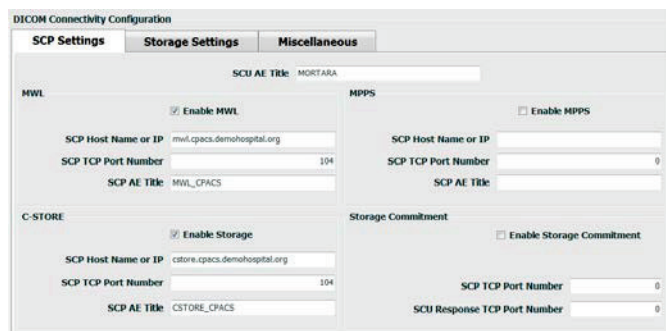 DICOM Connectivity Configuration
SCP Settings Storage Settings Miscellaneous
SCU AE Title MORTARA
MWL
Enable MWL
SCP Host Name or IP mwl.cpacs.demohospital.org
SCP TCP Port Number 104
SCP AE Title MWL_CPACS
MPPS
Enable MPPS
SCP Host Name or IP
SCP TCP Port Number 0
SCP AE Title
C-STORE
Enable Storage
SCP Host Name or IP cstore.cpacs.demohospital.org
SCP TCP Port Number 104
SCP AE Title CSTORE_CPACS
Storage Commitment
Enable Storage Commitment
SCP TCP Port Number 0
SCU Response TCP Port Number 0